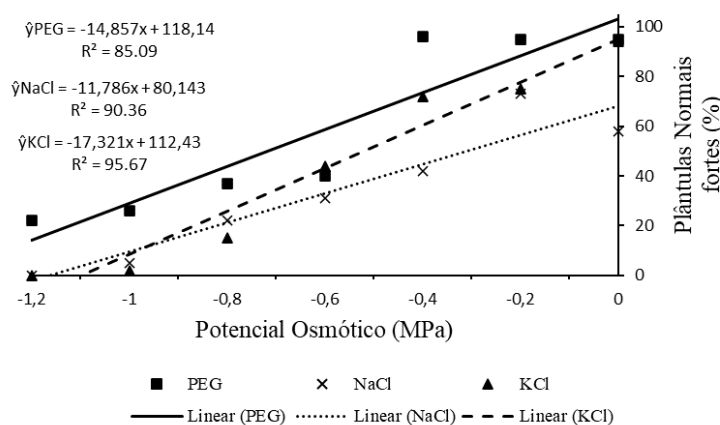 ŷPEG = -14,857x + 118,14
R² = 85.09
ŷNaCl = -11,786x + 80,143
R² = 90.36
ŷKCl = -17,321x + 112,43
R² = 95.67
100
80
60
40
20
0
Plântulas Normais
fortes (%)
-1,2 -1 -0,8 -0,6 -0,4 -0,2 0
Potencial Osmótico (MPa)
PEG NaCl KCl
Linear (PEG) Linear (NaCl) Linear (KCl)